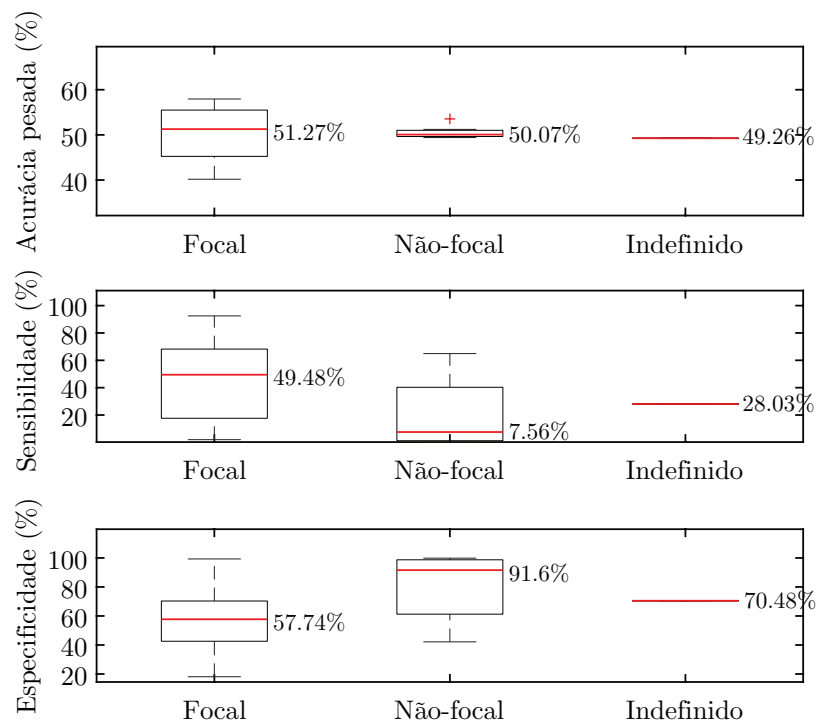 Acurácia pesada (%)
60
50
40
51.27%
50.07%
49.26%
Focal
Não-focal
Indefinido
Sensibilidade (%)
100
80
60
40
20
49.48%
7.56%
28.03%
Focal
Não-focal
Indefinido
Especificidade (%)
100
80
60
40
20
57.74%
91.6%
70.48%
Focal
Não-focal
Indefinido